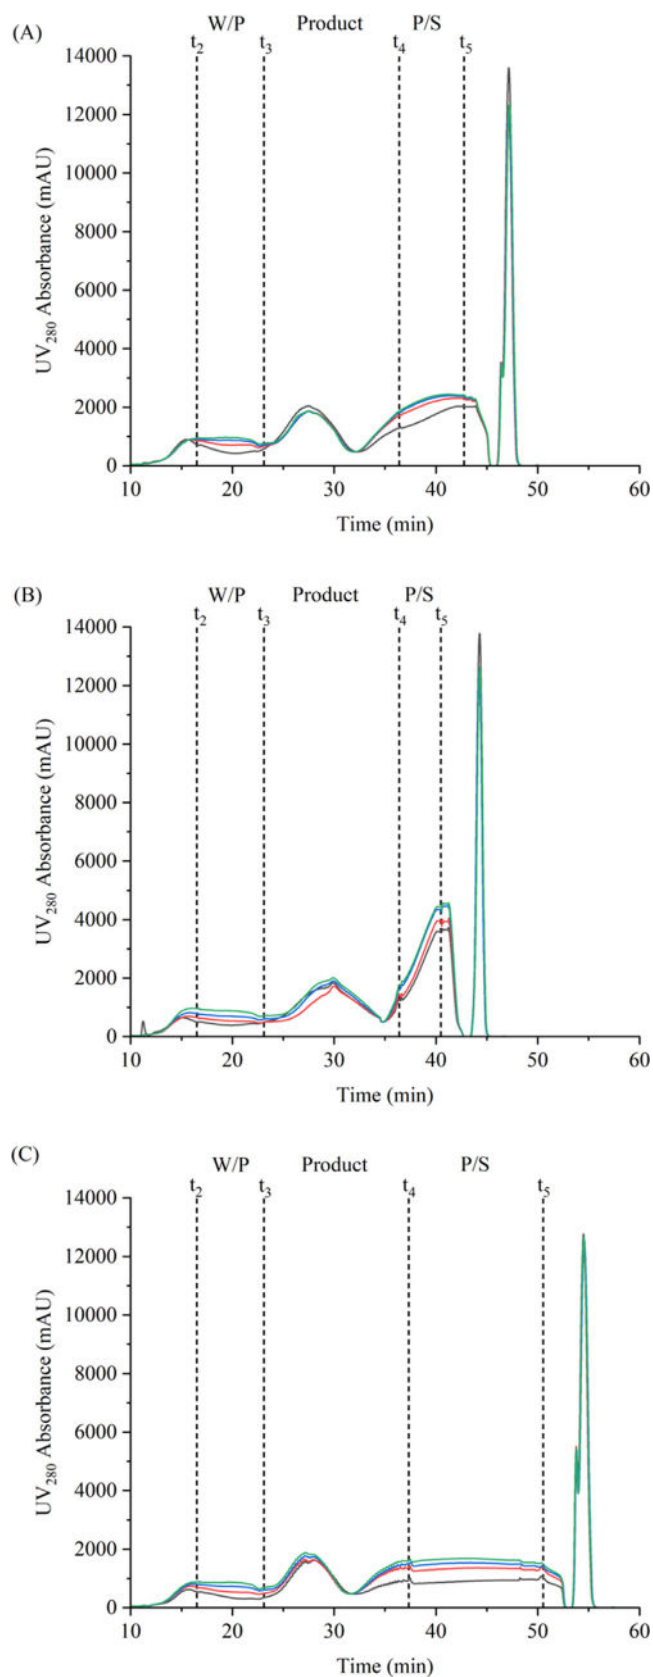 (A)
W/P Product P/S
t2 t3 t4 t5
14000
12000
10000
8000
6000
4000
2000
0
UV280 Absorbance (mAU)
10 20 30 40 50 60
Time (min)
(B)
W/P Product P/S
t2 t3 t4 t5
14000
12000
10000
8000
6000
4000
2000
0
UV280 Absorbance (mAU)
10 20 30 40 50 60
Time (min)
(C)
W/P Product P/S
t2 t3 t4 t5
14000
12000
10000
8000
6000
4000
2000
0
UV280 Absorbance (mAU)
10 20 30 40 50 60
Time (min)